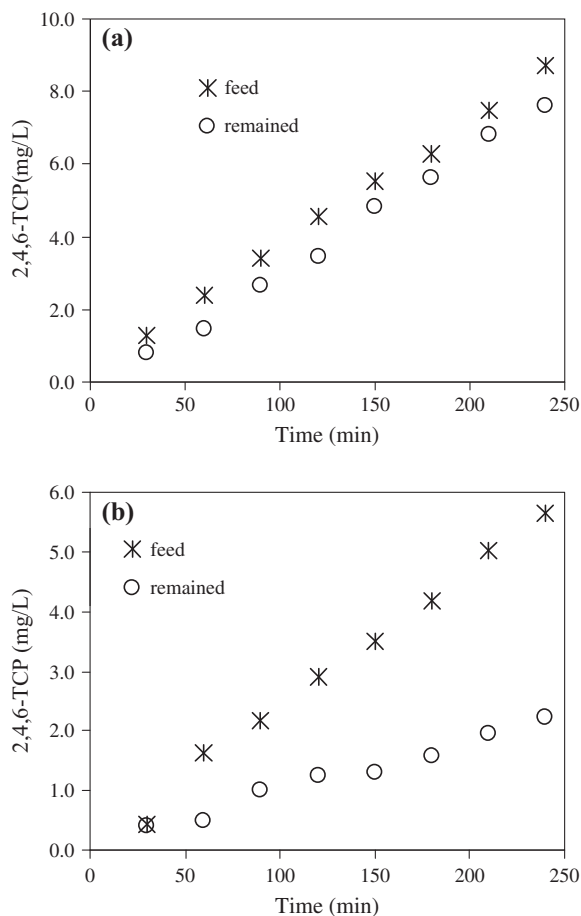 (a)
feed
remained
2,4,6-TCP(mg/L)
10.0
8.0
6.0
4.0
2.0
0.0
0 50 100 150 200 250
Time (min)
(b)
feed
remained
2,4,6-TCP (mg/L)
6.0
5.0
4.0
3.0
2.0
1.0
0.0
0 50 100 150 200 250
Time (min)